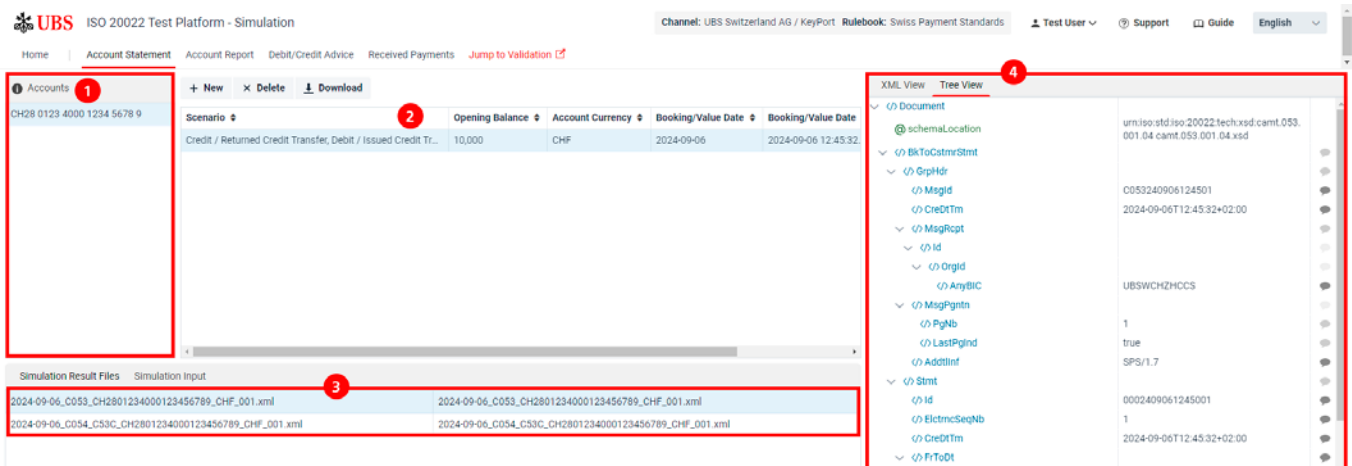 UBS ISO 20022 Test Platform - Simulation
Channel: UBS Switzerland AG / KeyPort Rulebook: Swiss Payment Standards
Test User
Support
Guide
English
Home | Account Statement Account Report Debit/Credit Advice Received Payments Jump to Validation
Accounts
1
CH28 0123 4000 1234 5678 9
+ New × Delete Download
2
Scenario Opening Balance Account Currency Booking/Value Date Booking/Value Date
Credit / Returned Credit Transfer, Debit / Issued Credit Tr... 10,000 CHF 2024-09-06 2024-09-06 12:45:32.
Simulation Result Files Simulation Input
3
2024-09-06_C053_CH2801234000123456789_CHF_001.xml 2024-09-06_C053_CH2801234000123456789_CHF_001.xml
2024-09-06_C054_C53C_CH2801234000123456789_CHF_001.xml 2024-09-06_C054_C53C_CH2801234000123456789_CHF_001.xml
4
XML View Tree View
</> Document
@ schemaLocation urn:iso:std:iso:20022:tech:xsd:camt.053.
001.04 camt.053.001.04.xsd
</> BkToCstmrStmt
</> GrpHdr
</> MsgId C053240906124501
</> CreDtTm 2024-09-06T12:45:32+02:00
</> MsgRcpt
</> Id
</> OrgId
</> AnyBIC UBSWCHZHCCS
</> MsgPgntn
</> PgNb 1
</> LastPgInd true
</> AddtlInf SPS/1.7
</> Stmt
</> Id 0002409061245001
</> ElctrncSeqNb 1
</> CreDtTm 2024-09-06T12:45:32+02:00
</> FrToDt